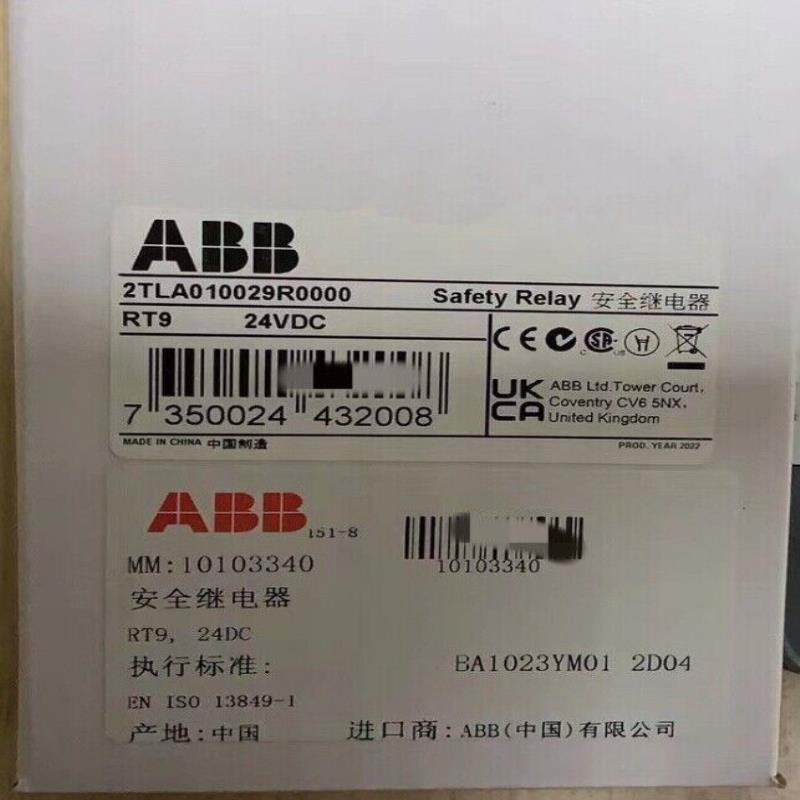 ABB
2TLA010029R0000 Safety Relay 安全继电器
RT9 24VDC
CE C SP C US A
UK CA ABB Ltd.Tower Court,
Coventry CV6 5NX,
United Kingdom
7 350024 432008
MADE IN CHINA 中国制造 PROD. YEAR 2022
ABB 151-8
MM:10103340 10103340
安全继电器
RT9, 24DC
执行标准: BA1023YM01 2D04
EN ISO 13849-1
产地:中国 进口商:ABB(中国)有限公司